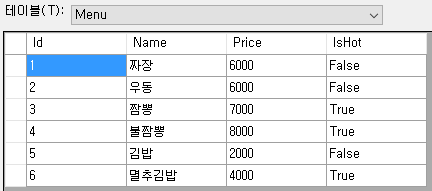 테이블(T): Menu
Id Name Price IsHot
1 짜장 6000 False
2 우동 6000 False
3 짬뽕 7000 True
4 불짬뽕 8000 True
5 김밥 2000 False
6 멸추김밥 4000 True